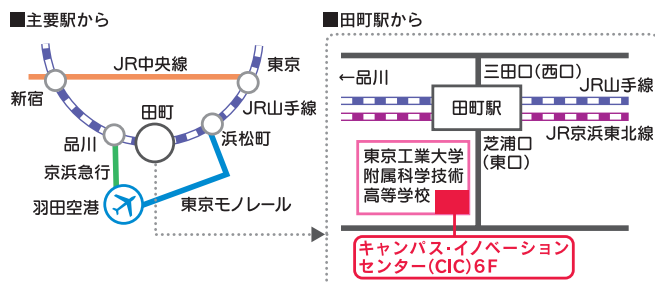 ■主要駅から
JR中央線
東京
新宿
田町
JR山手線
品川
浜松町
京浜急行
羽田空港
東京モノレール
■田町駅から
←品川
三田口(西口)
JR山手線
田町駅
JR京浜東北線
芝浦口
(東口)
東京工業大学
附属科学技術
高等学校
キャンパス・イノベーション
センター(CIC)6F